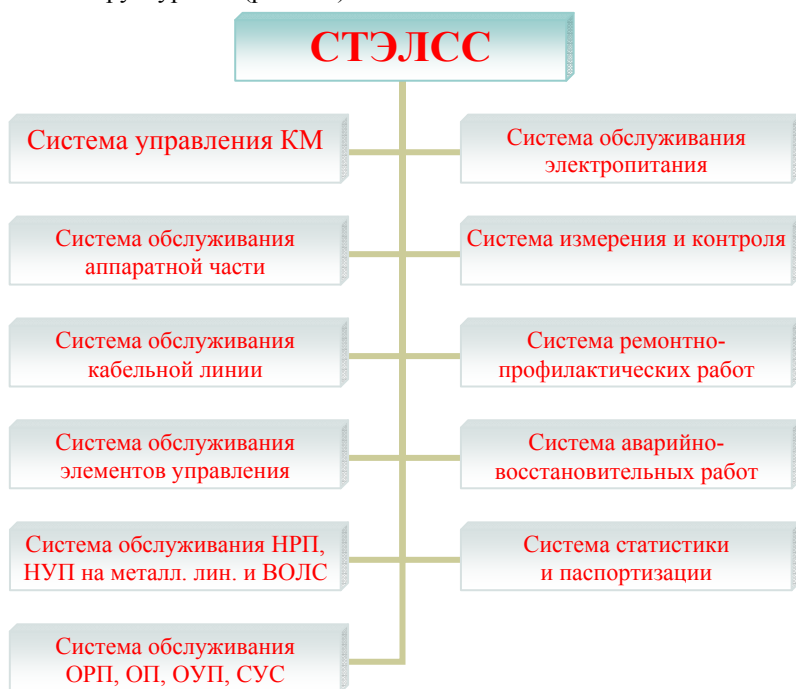 СТЭЛСС
Система управления КМ
Система обслуживания
электропитания
Система обслуживания
аппаратной части
Система измерения и контроля
Система обслуживания
кабельной линии
Система ремонтно-
профилактических работ
Система обслуживания
элементов управления
Система аварийно-
восстановительных работ
Система обслуживания НРП,
НУП на металл. лин. и ВОЛС
Система статистики
и паспортизации
Система обслуживания
ОРП, ОП, ОУП, СУС